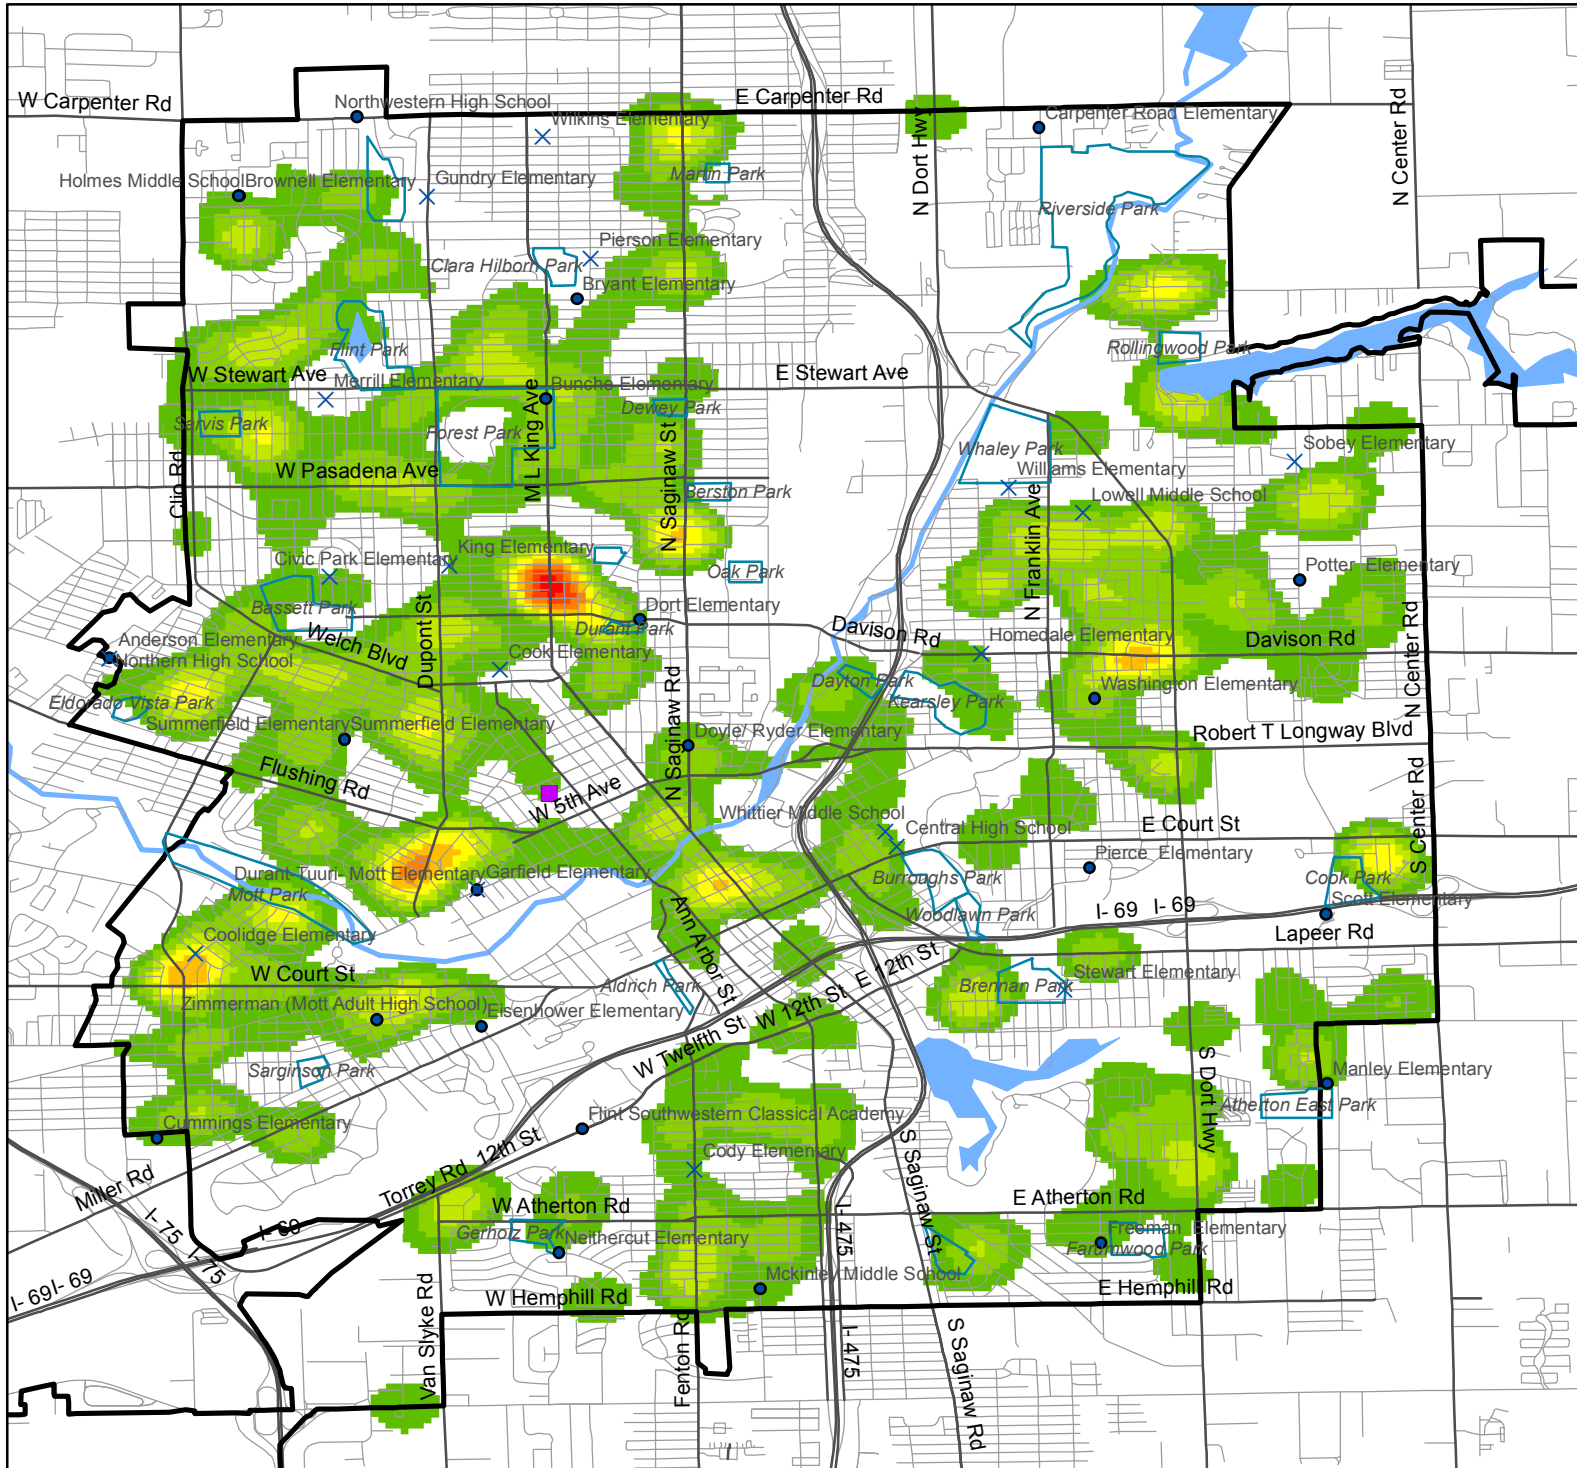 W Carpenter Rd
Northwestern High School
E Carpenter Rd
Wilkins Elementary
Carpenter Road Elementary
N Dort Hwy
N Center Rd
Holmes Middle School
Brownell Elementary
Gundry Elementary
Martin Park
Riverside Park
Pierson Elementary
Clara Hilborn Park
Bryant Elementary
Flint Park
Rollingwood Park
W Stewart Ave
Merrill Elementary
Bunche Elementary
E Stewart Ave
Dewey Park
Sarvis Park
Forest Park
M L King Ave
N Saginaw St
Whaley Park
Sobey Elementary
W Pasadena Ave
Williams Elementary
Clio Rd
Berston Park
Lowell Middle School
N Franklin Ave
Civic Park Elementary
King Elementary
Oak Park
Potter Elementary
Bassett Park
Dort Elementary
Durant Park
Dupont St
Welch Blvd
Davison Rd
Homedale Elementary
Davison Rd
N Center Rd
Anderson Elementary
Northern High School
Cook Elementary
Dayton Park
Kearsley Park
Washington Elementary
Eldorado Vista Park
N Saginaw Rd
Summerfield Elementary
Summerfield Elementary
Doyle/ Ryder Elementary
Robert T Longway Blvd
Flushing Rd
W 5th Ave
Whittier Middle School
Central High School
E Court St
S Center Rd
Pierce Elementary
Durant-Tuuri- Mott Elementary
Garfield Elementary
Mott Park
Burroughs Park
Cook Park
Scott Elementary
Woodlawn Park
I- 69
I- 69
Ann Arbor St
Coolidge Elementary
Lapeer Rd
W Court St
E 12th St
Aldrich Park
Brennan Park
Stewart Elementary
Zimmerman (Mott Adult High School)
Eisenhower Elementary
W 12th St
W Twelfth St
Sarginson Park
S Dort Hwy
Manley Elementary
Atherton East Park
Cummings Elementary
Flint Southwestern Classical Academy
12th St
Cody Elementary
S Saginaw St
Miller Rd
Torrey Rd
W Atherton Rd
E Atherton Rd
I- 75
I- 69
I- 75
Gerholz Park
Neithercut Elementary
I- 475
Freeman Elementary
Farumwood Park
I- 69
I- 69
Mckinley Middle School
W Hemphill Rd
E Hemphill Rd
Van Slyke Rd
Fenton Rd
I- 475
S Saginaw Rd